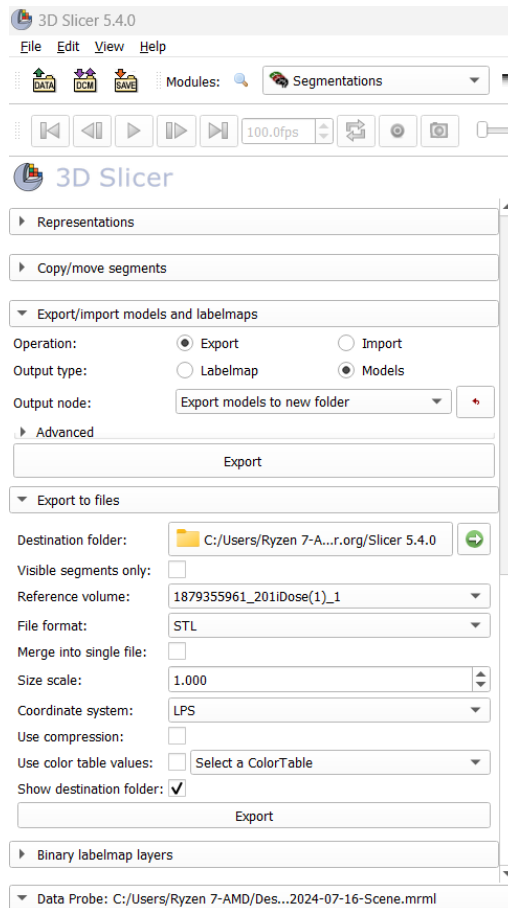 3D Slicer 5.4.0
File Edit View Help
DATA DCM SAVE Modules: Segmentations
100.0fps
3D Slicer
Representations
Copy/move segments
Export/import models and labelmaps
Operation: Export Import
Output type: Labelmap Models
Output node: Export models to new folder
Advanced
Export
Export to files
Destination folder: C:/Users/Ryzen 7-A...r.org/Slicer 5.4.0
Visible segments only:
Reference volume: 1879355961_201iDose(1)_1
File format: STL
Merge into single file:
Size scale: 1.000
Coordinate system: LPS
Use compression:
Use color table values: Select a ColorTable
Show destination folder:
Export
Binary labelmap layers
Data Probe: C:/Users/Ryzen 7-AMD/Des...2024-07-16-Scene.mrml